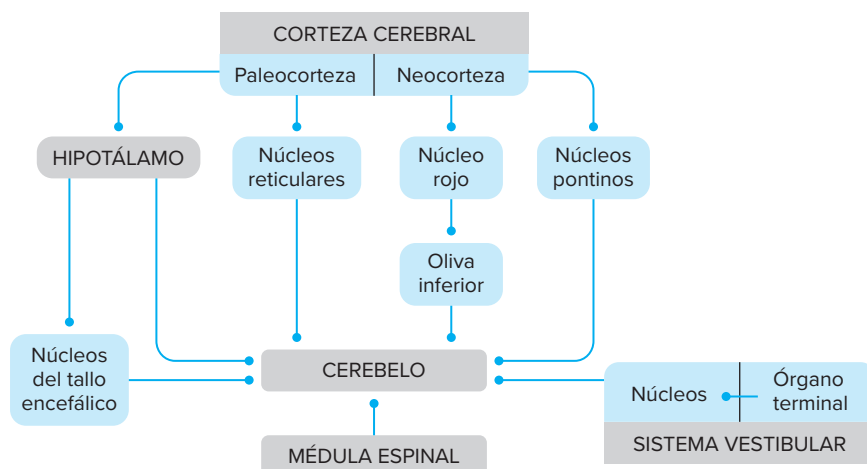 CORTEZA CEREBRAL
Paleocorteza
Neocorteza
HIPOTÁLAMO
Núcleos
reticulares
Núcleo
rojo
Núcleos
pontinos
Oliva
inferior
Núcleos
del tallo
encefálico
CEREBELO
Núcleos
Órgano
terminal
MÉDULA ESPINAL
SISTEMA VESTIBULAR